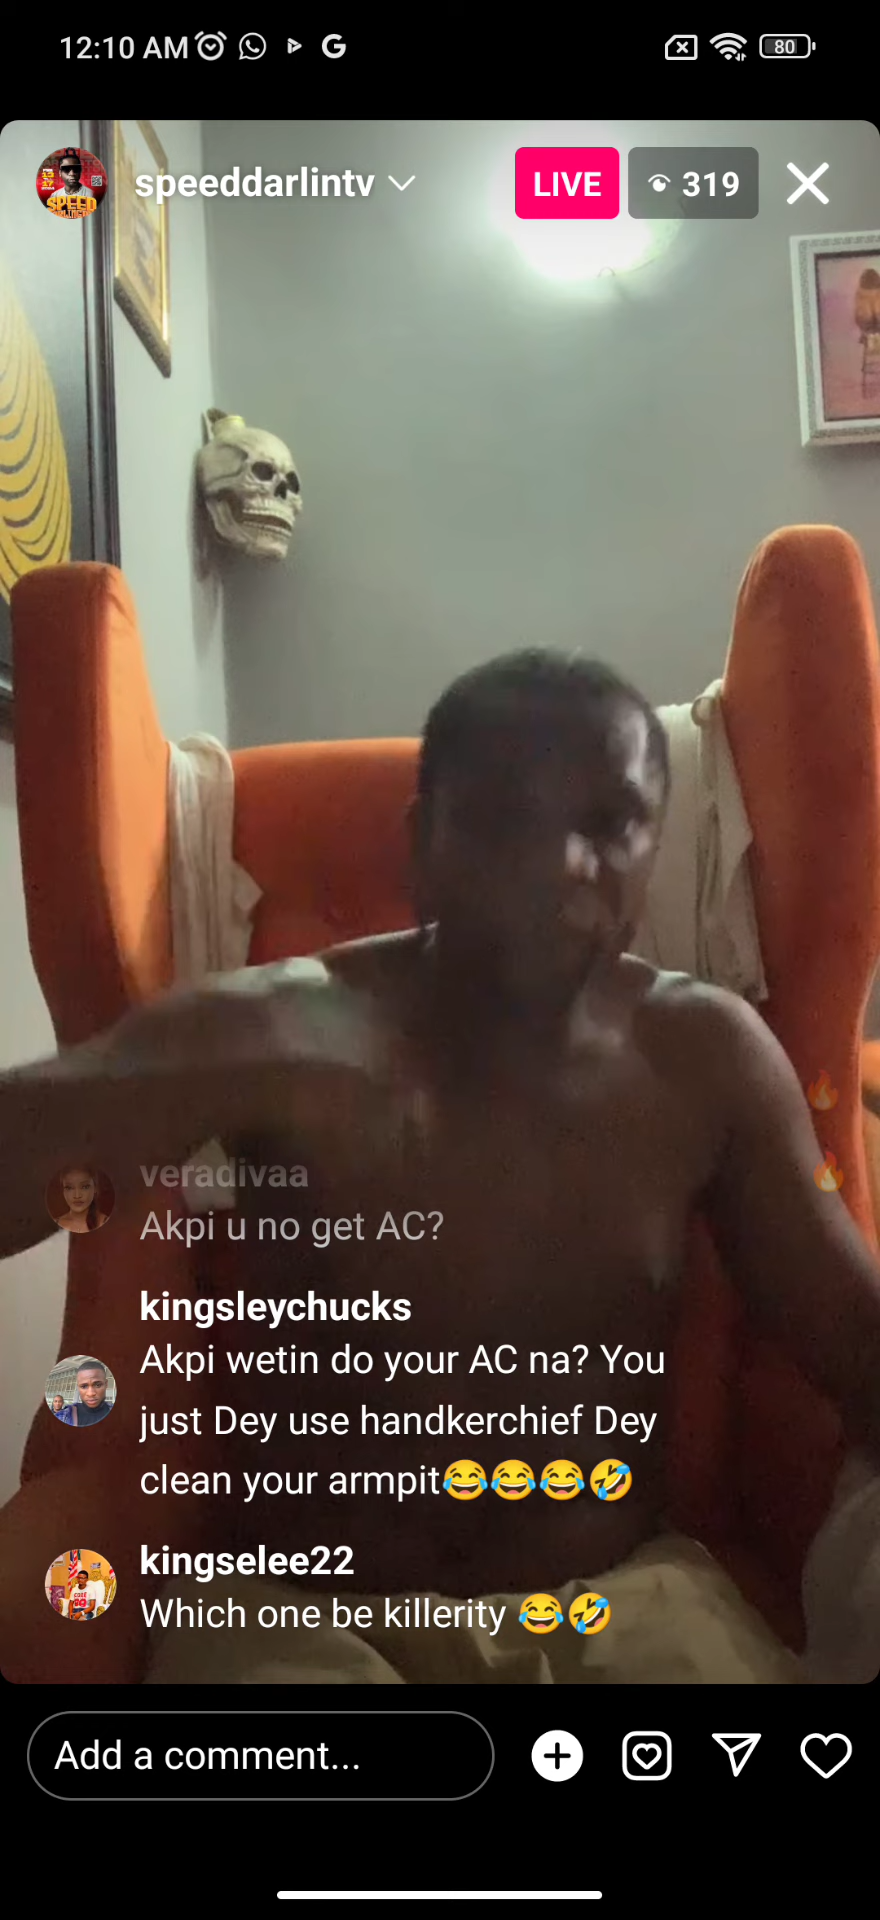 12:10 AM
80
speeddarlintv
LIVE
319
SPEED
veradivaa
Akpi u no get AC?
kingsleychucks
Akpi wetin do your AC na? You
just Dey use handkerchief Dey
clean your armpit😂😂😂🤣
kingselee22
Which one be killerity 😂🤣
Add a comment...